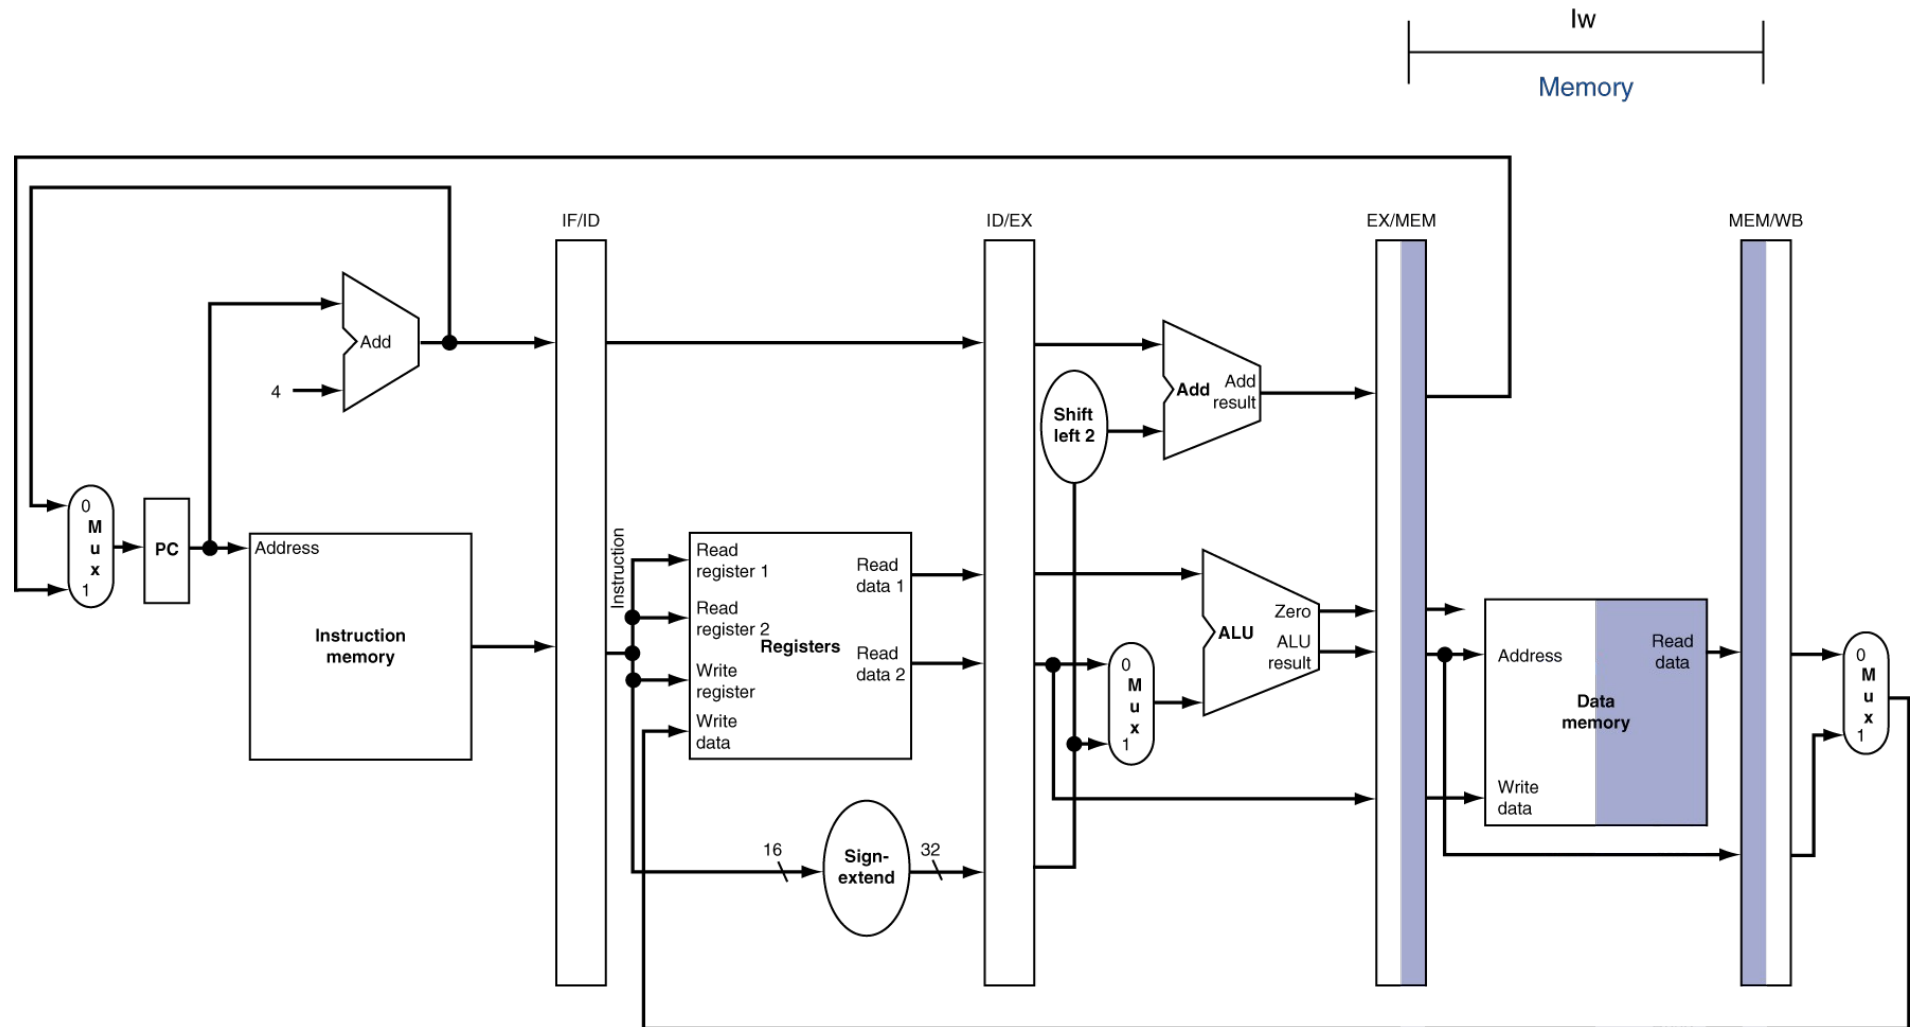 lw
Memory
IF/ID
ID/EX
EX/MEM
MEM/WB
Add
4
Add
Add
result
Shift
left 2
0
M
u
x
1
PC
Address
Instruction
memory
Instruction
Read
register 1
Read
register 2
Write
register
Write
data
Registers
Read
data 1
Read
data 2
16
Sign-
extend
32
0
M
u
x
1
Zero
ALU
ALU
result
Address
Read
data
Data
memory
Write
data
0
M
u
x
1